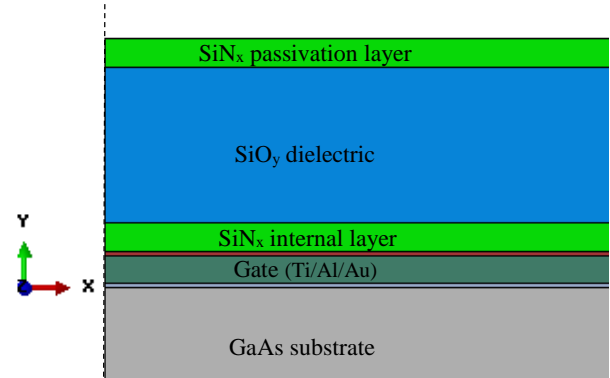 SiNx passivation layer
SiOy dielectric
Y
SiNx internal layer
Gate (Ti/Al/Au)
X
GaAs substrate